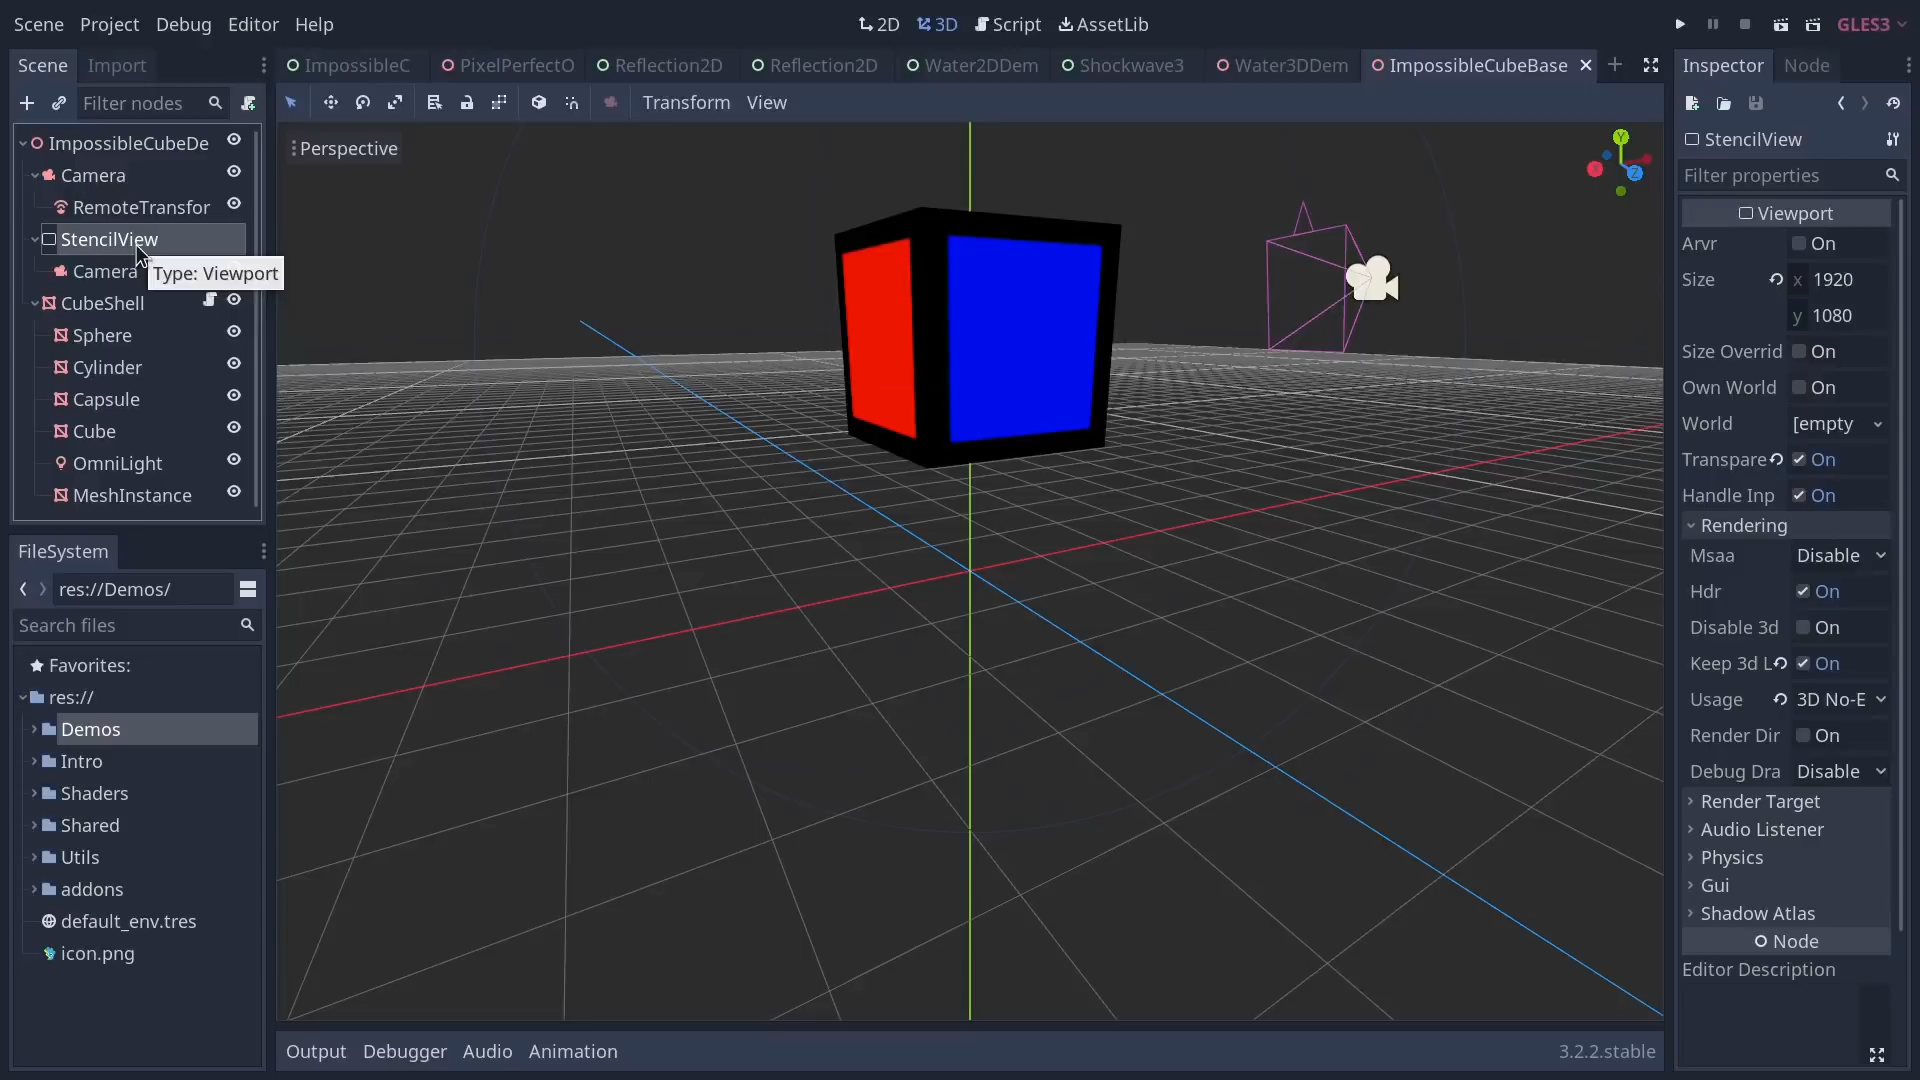 Scene Project Debug Editor Help
2D 3D Script AssetLib
GLES3
Scene Import
ImpossibleC PixelPerfectO Reflection2D Reflection2D Water2DDem Shockwave3 Water3DDem ImpossibleCubeBase
Inspector Node
Filter nodes
Transform View
ImpossibleCubeDe
Camera
RemoteTransfor
StencilView
Camera
Type: Viewport
CubeShell
Sphere
Cylinder
Capsule
Cube
OmniLight
MeshInstance
FileSystem
res://Demos/
Search files
Favorites:
res://
Demos
Intro
Shaders
Shared
Utils
addons
default_env.tres
icon.png
Perspective
Y
X
Z
Output Debugger Audio Animation
3.2.2.stable
StencilView
Filter properties
Viewport
Arvr On
Size x 1920
y 1080
Size Overrid On
Own World On
World [empty
Transpare On
Handle Inp On
Rendering
Msaa Disable
Hdr On
Disable 3d On
Keep 3d L On
Usage 3D No-E
Render Dir On
Debug Dra Disable
Render Target
Audio Listener
Physics
Gui
Shadow Atlas
Node
Editor Description